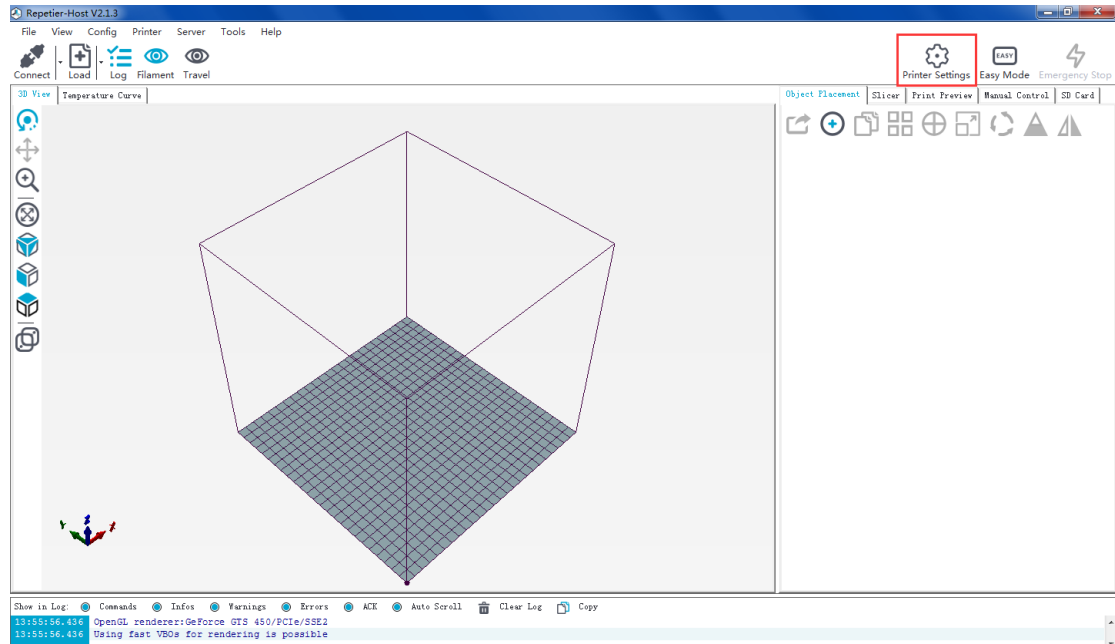 Repetier-Host V2.1.3
File View Config Printer Server Tools Help
Connect Load Log Filament Travel Printer Settings EASY Easy Mode Emergency Stop
3D View Temperature Curve Object Placement Slicer Print Preview Manual Control SD Card
Y Z X
Show in Log: Commands Infos Warnings Errors ACK Auto Scroll Clear Log Copy
13:55:56.436 OpenGL renderer:GeForce GTS 450/PCIe/SSE2
13:55:56.436 Using fast VBOs for rendering is possible